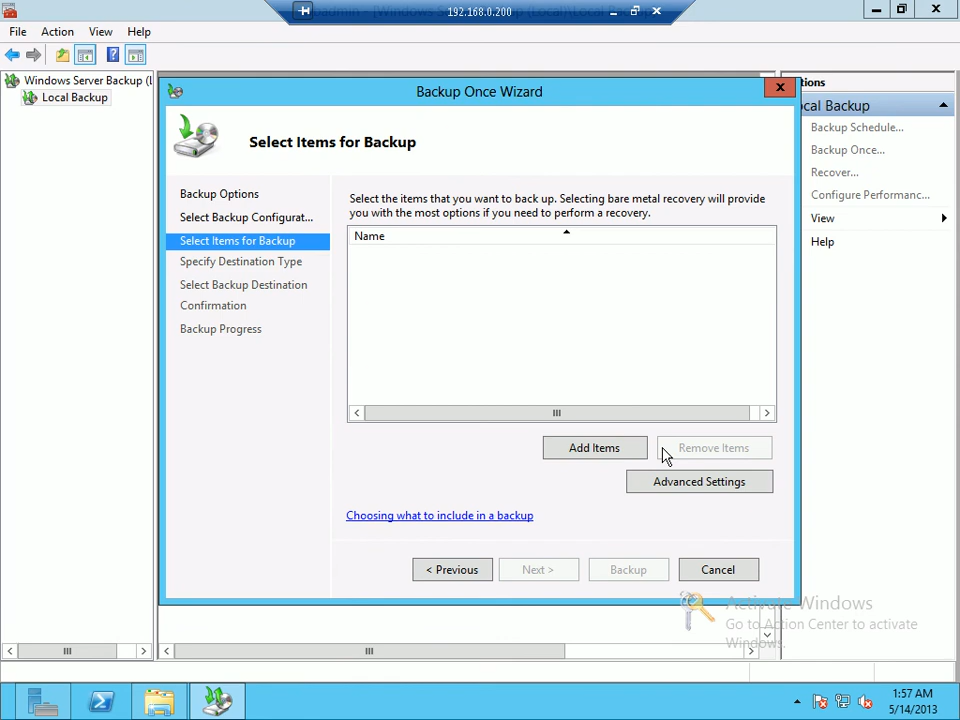 192.168.0.200
File Action View Help
Windows Server Backup (L
Local Backup
Backup Once Wizard
Select Items for Backup
Backup Options
Select Backup Configurat...
Select Items for Backup
Specify Destination Type
Select Backup Destination
Confirmation
Backup Progress
Select the items that you want to back up. Selecting bare metal recovery will provide
you with the most options if you need to perform a recovery.
Name
Add Items
Remove Items
Advanced Settings
Choosing what to include in a backup
< Previous
Next >
Backup
Cancel
tions
ocal Backup
Backup Schedule...
Backup Once...
Recover...
Configure Performanc...
View
Help
Activate Windows
Go to Action Center to activate
Windows.
1:57 AM
5/14/2013